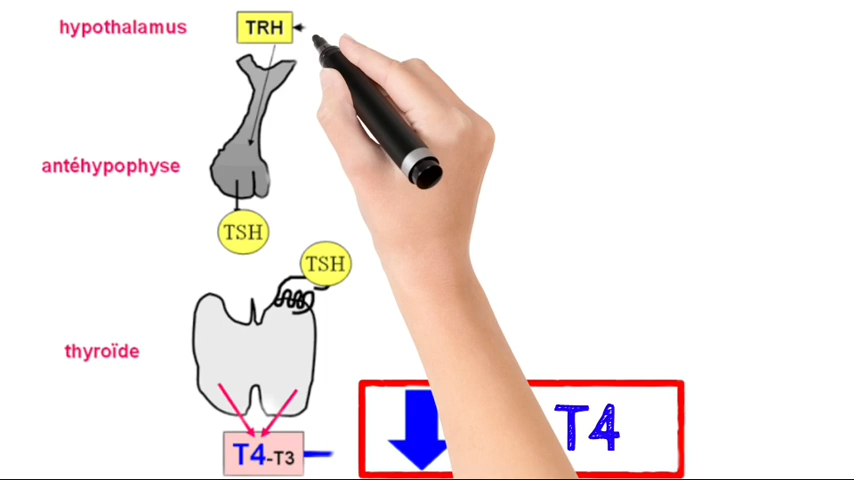 hypothalamus
TRH
antéhypophyse
TSH
TSH
thyroïde
T4-T3
T4